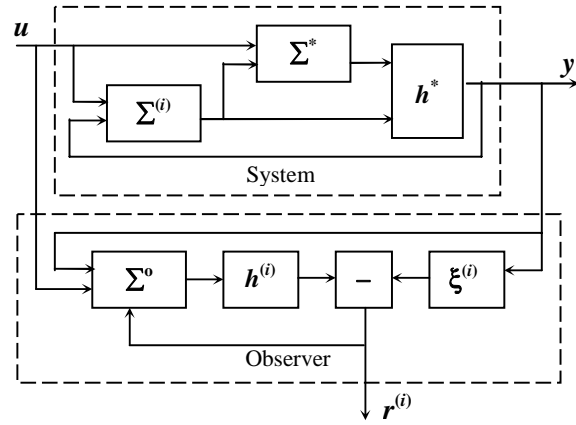 u
Σ*
y
h*
Σ(i)
System
Σo
h(i)
−
ξ(i)
Observer
r(i)